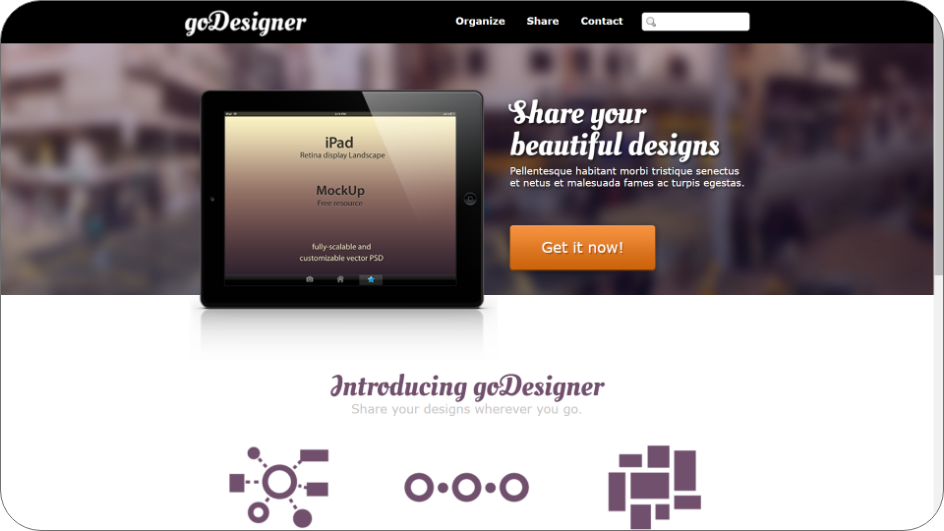 goDesigner
Organize Share Contact
Share your
beautiful designs
Pellentesque habitant morbi tristique senectus
et netus et malesuada fames ac turpis egestas.
Get it now!
iPad
Retina display Landscape
MockUp
Free resource
fully-scalable and
customizable vector PSD
Introducing goDesigner
Share your designs wherever you go.